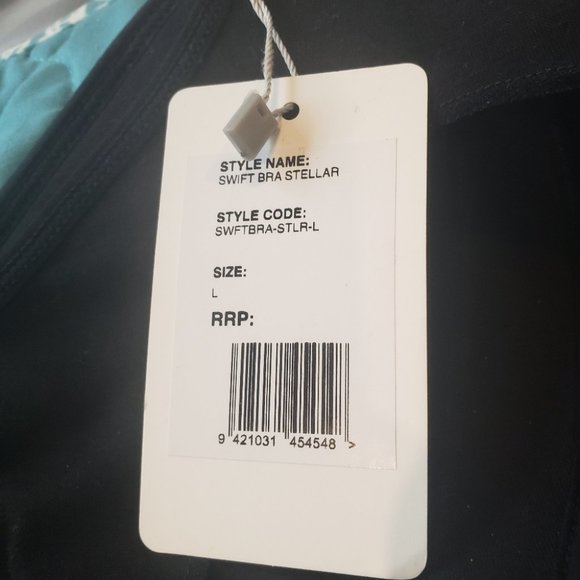 STYLE NAME:
SWIFT BRA STELLAR
STYLE CODE:
SWFTBRA-STLR-L
SIZE:
L
RRP:
9 421031 454548 >